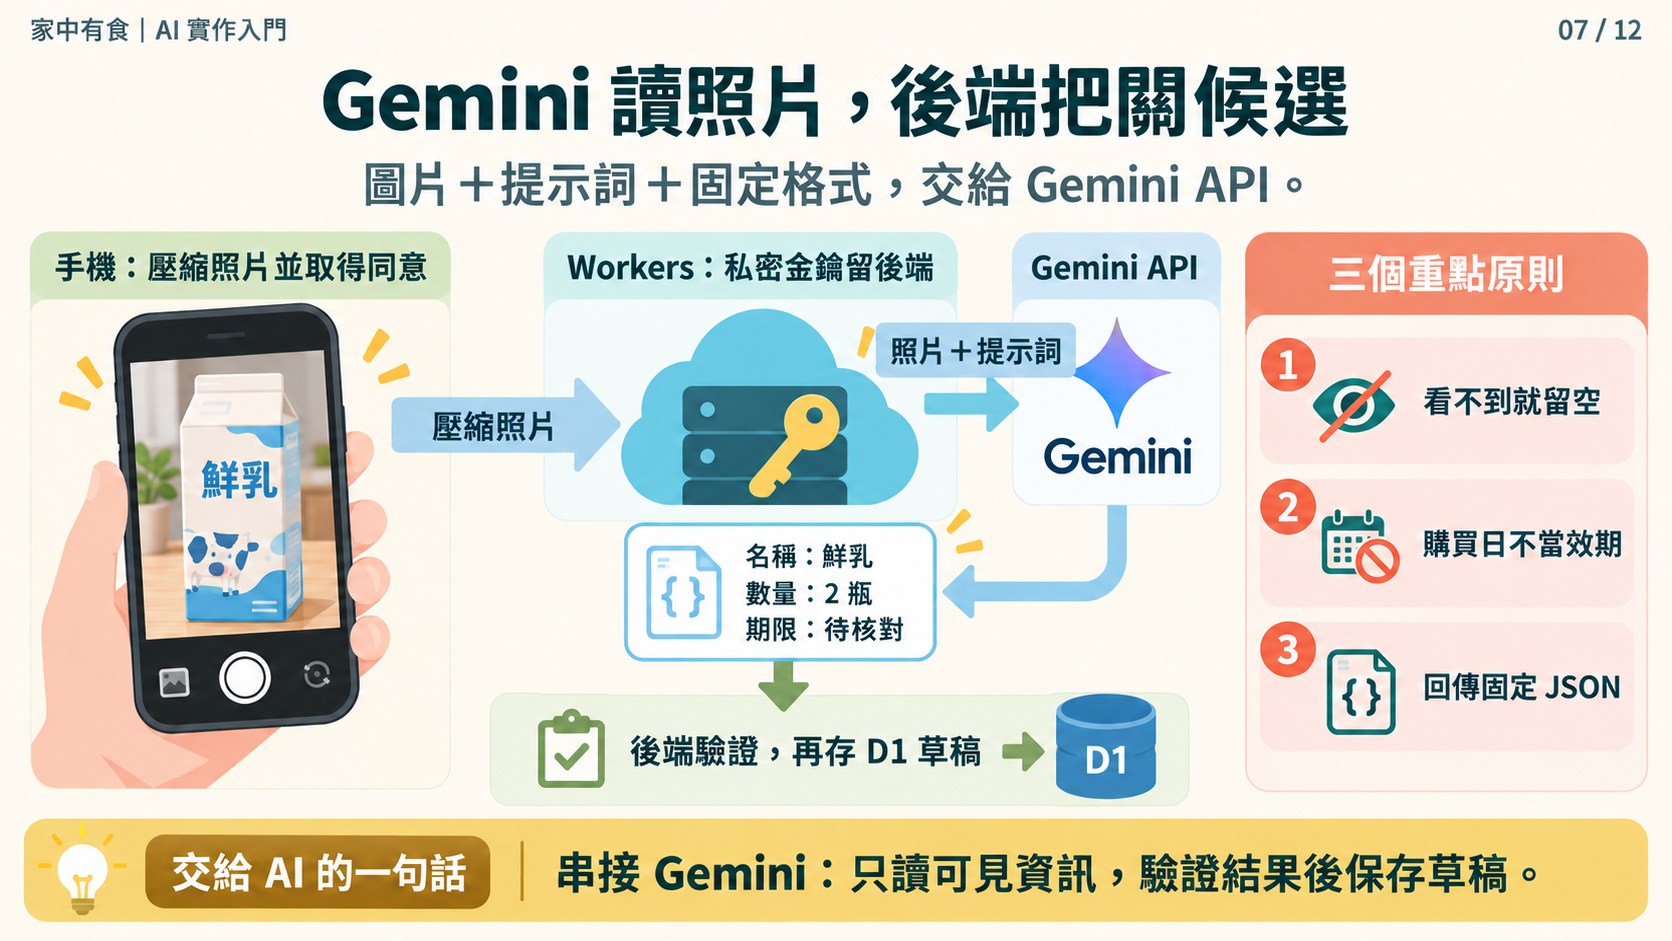 家中有食｜AI 實作入門
07 / 12
Gemini 讀照片，後端把關候選
圖片＋提示詞＋固定格式，交給 Gemini API。
手機：壓縮照片並取得同意
鮮乳
壓縮照片
Workers：私密金鑰留後端
照片＋提示詞
Gemini API
Gemini
名稱：鮮乳
數量：2 瓶
期限：待核對
後端驗證，再存 D1 草稿
D1
三個重點原則
1
看不到就留空
2
購買日不當效期
3
{ }
回傳固定 JSON
交給 AI 的一句話
串接 Gemini：只讀可見資訊，驗證結果後保存草稿。